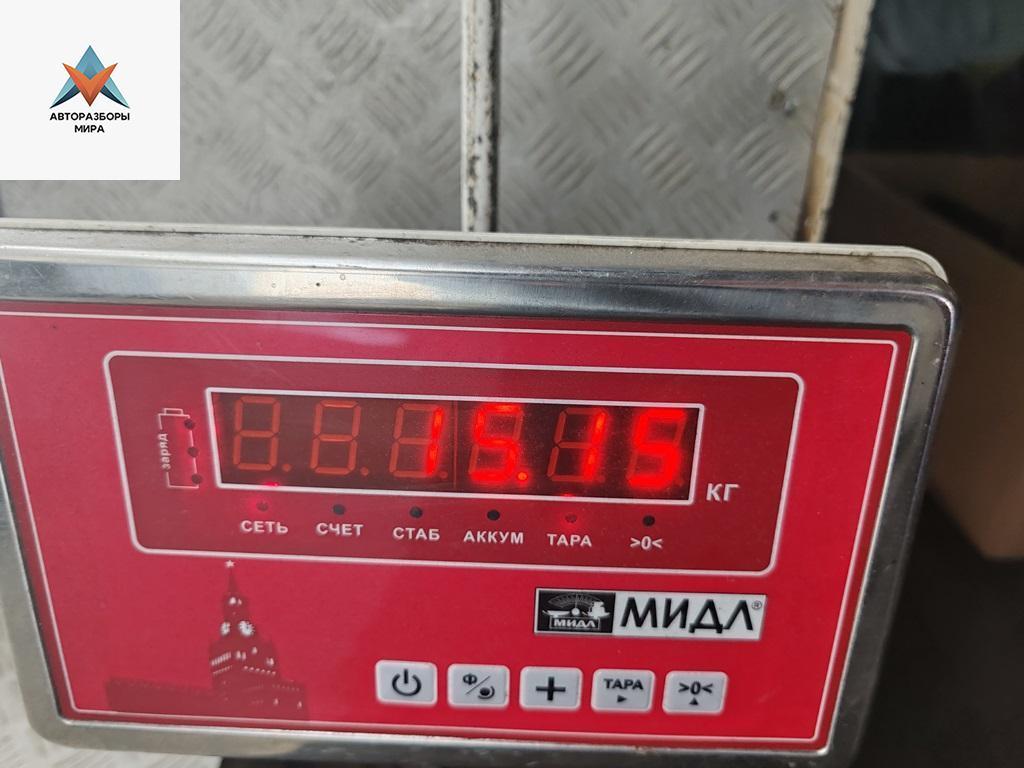 АВТОРАЗБОРЫ
МИРА
заряд
15.15
КГ
СЕТЬ СЧЕТ СТАБ АККУМ ТАРА >0<
МИДЛ МИДЛ®
Ф ТАРА >0<